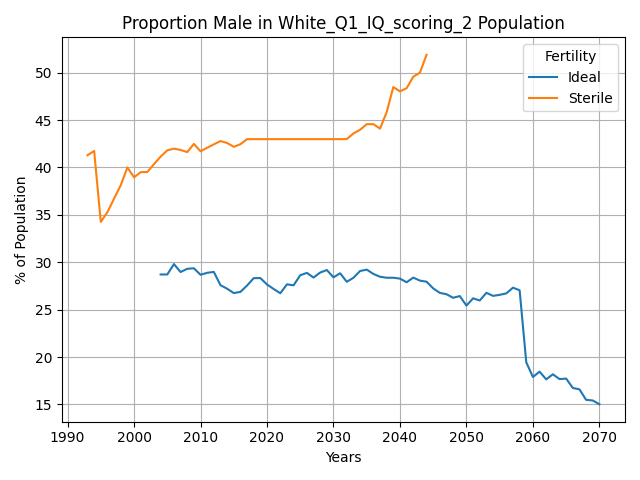 Proportion Male in White_Q1_IQ_scoring_2 Population
Fertility
Ideal
Sterile
% of Population
50
45
40
35
30
25
20
15
1990 2000 2010 2020 2030 2040 2050 2060 2070
Years